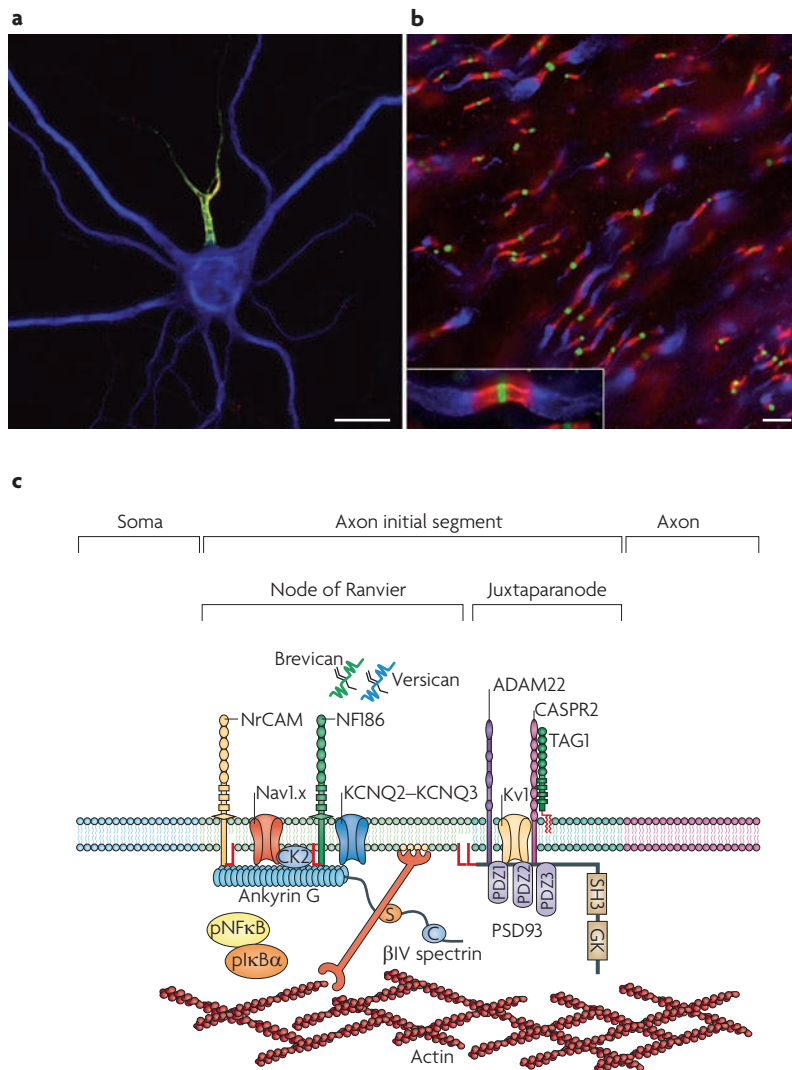 a
b
c
Soma
Axon initial segment
Axon
Node of Ranvier
Juxtaparanode
Brevican
Versican
ADAM22
CASPR2
TAG1
NrCAM
NF186
Nav1.x
KCNQ2–KCNQ3
Kv1
CK2
Ankyrin G
PDZ1
PDZ2
PDZ3
SH3
GK
S
C
PSD93
pNFκB
pIκBα
βIV spectrin
Actin